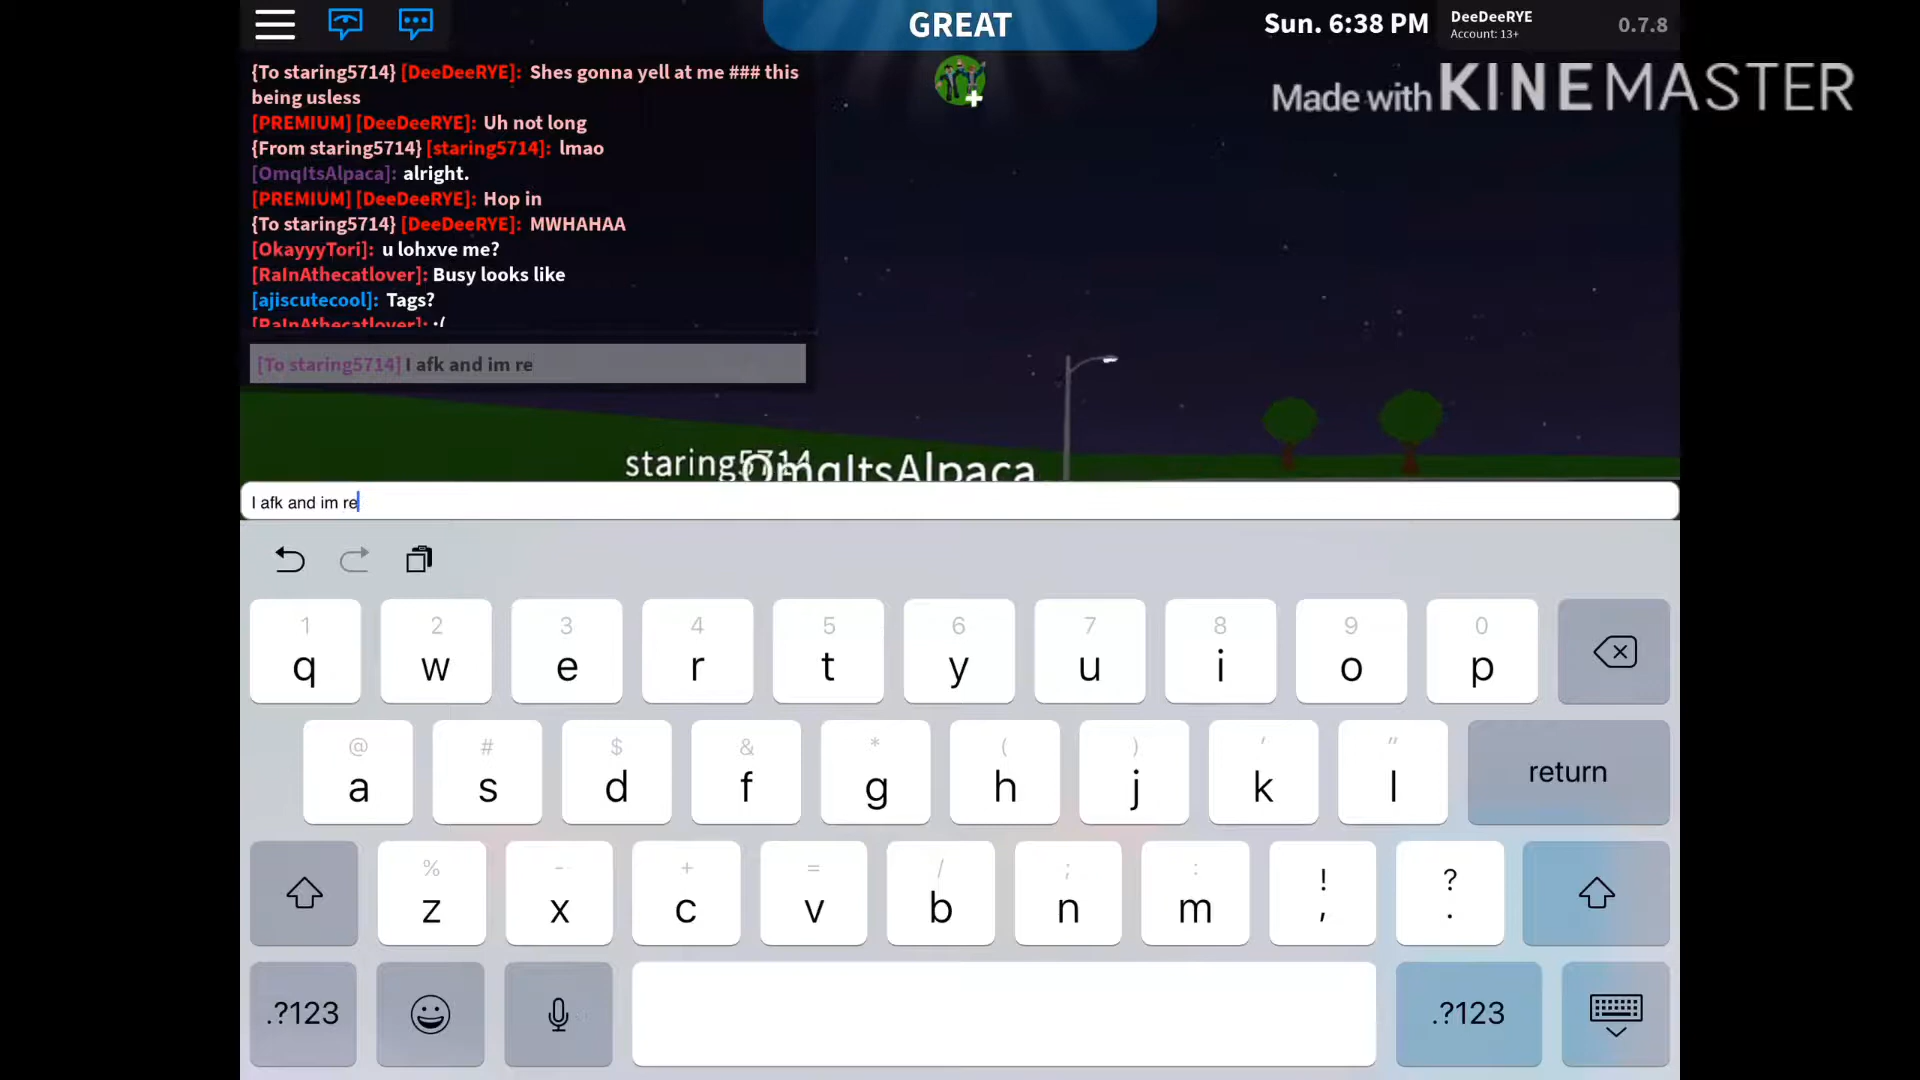 GREAT
Sun. 6:38 PM
DeeDeeRYE
Account: 13+
0.7.8
Made with KINEMASTER
{To staring5714} [DeeDeeRYE]: Shes gonna yell at me ### this
being usless
[PREMIUM] [DeeDeeRYE]: Uh not long
{From staring5714} [staring5714]: lmao
[OmqItsAlpaca]: alright.
[PREMIUM] [DeeDeeRYE]: Hop in
{To staring5714} [DeeDeeRYE]: MWHAHAA
[OkayyyTori]: u lohxve me?
[RaInAthecatlover]: Busy looks like
[ajiscutecool]: Tags?
[RaInAthecatlover]: :(
[To staring5714] I afk and im re
staring5714
OmqItsAlpaca
I afk and im re
1 2 3 4 5 6 7 8 9 0
q w e r t y u i o p
@ # $ & * ( ) ' "
a s d f g h j k l return
% - + = / ; : ! ?
z x c v b n m , .
.?123 .?123